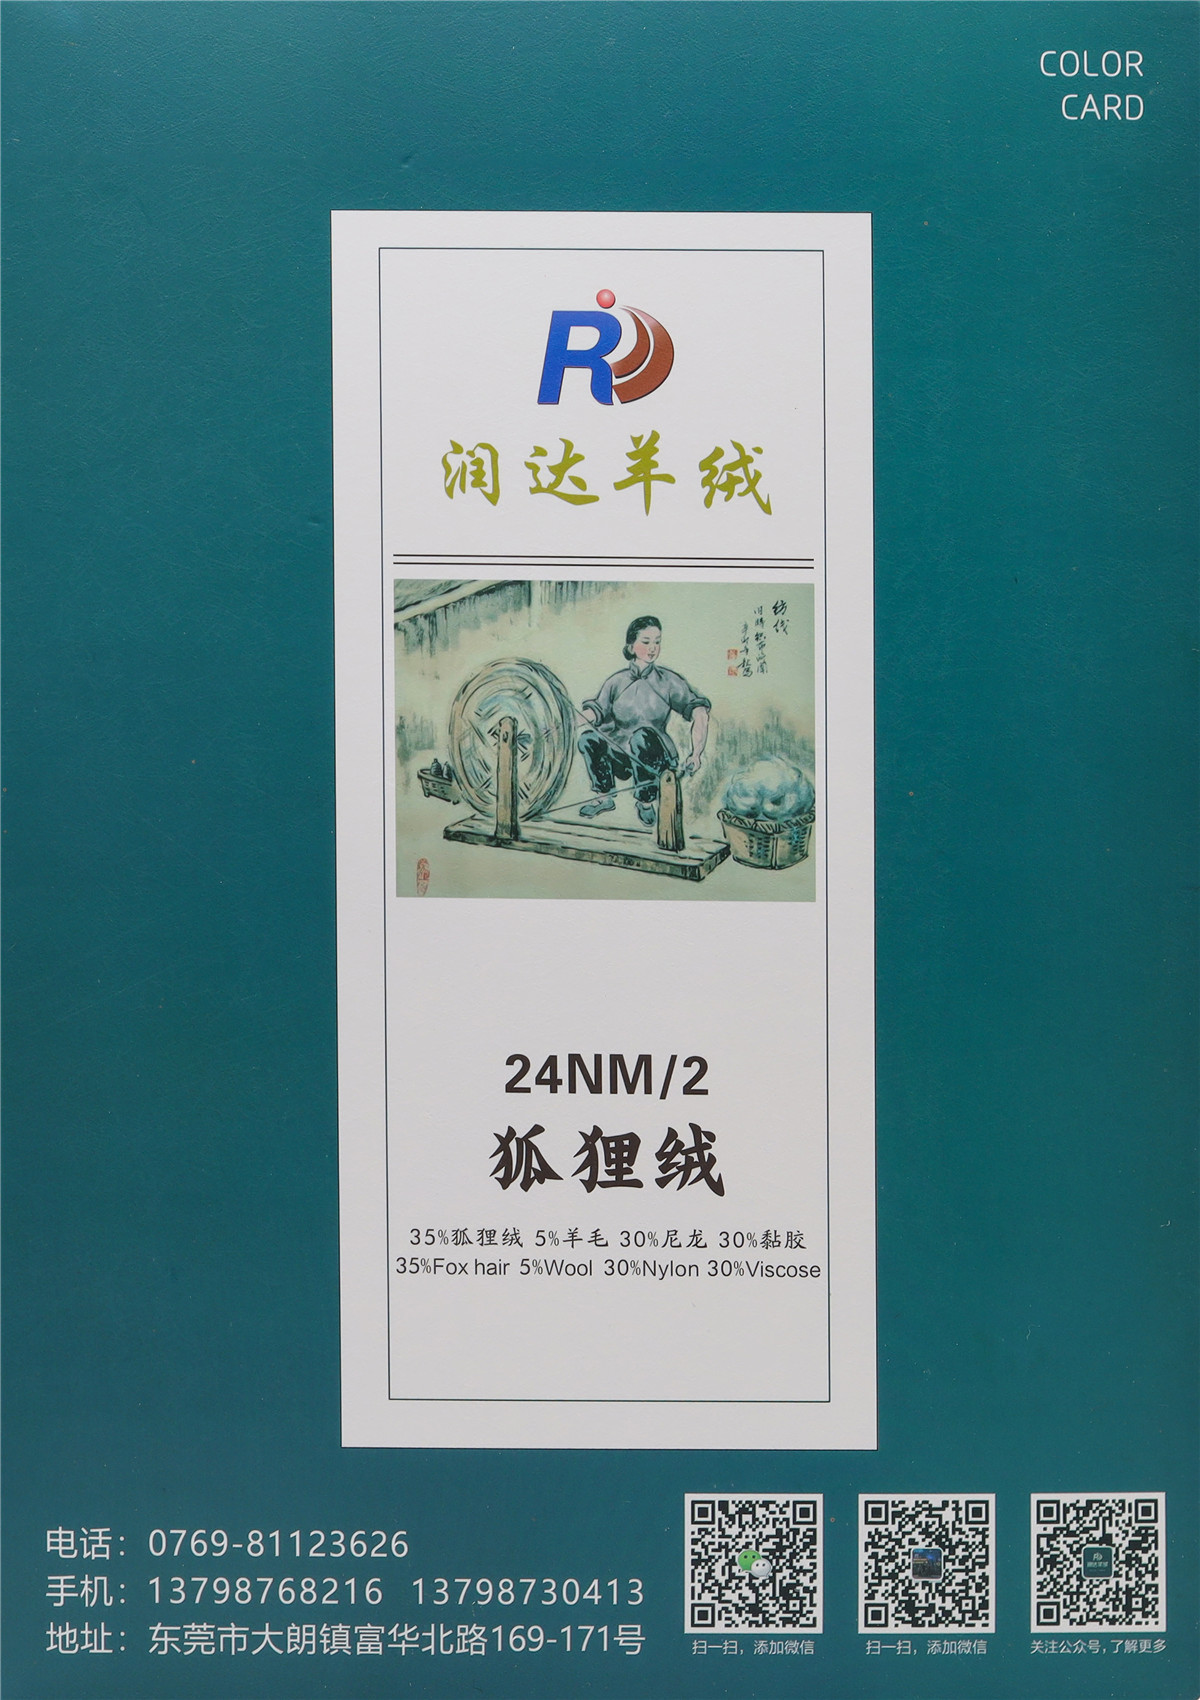 COLOR
CARD
润达羊绒
纺线
24NM/2
狐狸绒
35%狐狸绒 5%羊毛 30%尼龙 30%黏胶
35%Fox hair 5%Wool 30%Nylon 30%Viscose
电话：0769-81123626
手机：13798768216 13798730413
地址：东莞市大朗镇富华北路169-171号
扫一扫，添加微信
扫一扫，添加微信
关注公众号，了解更多